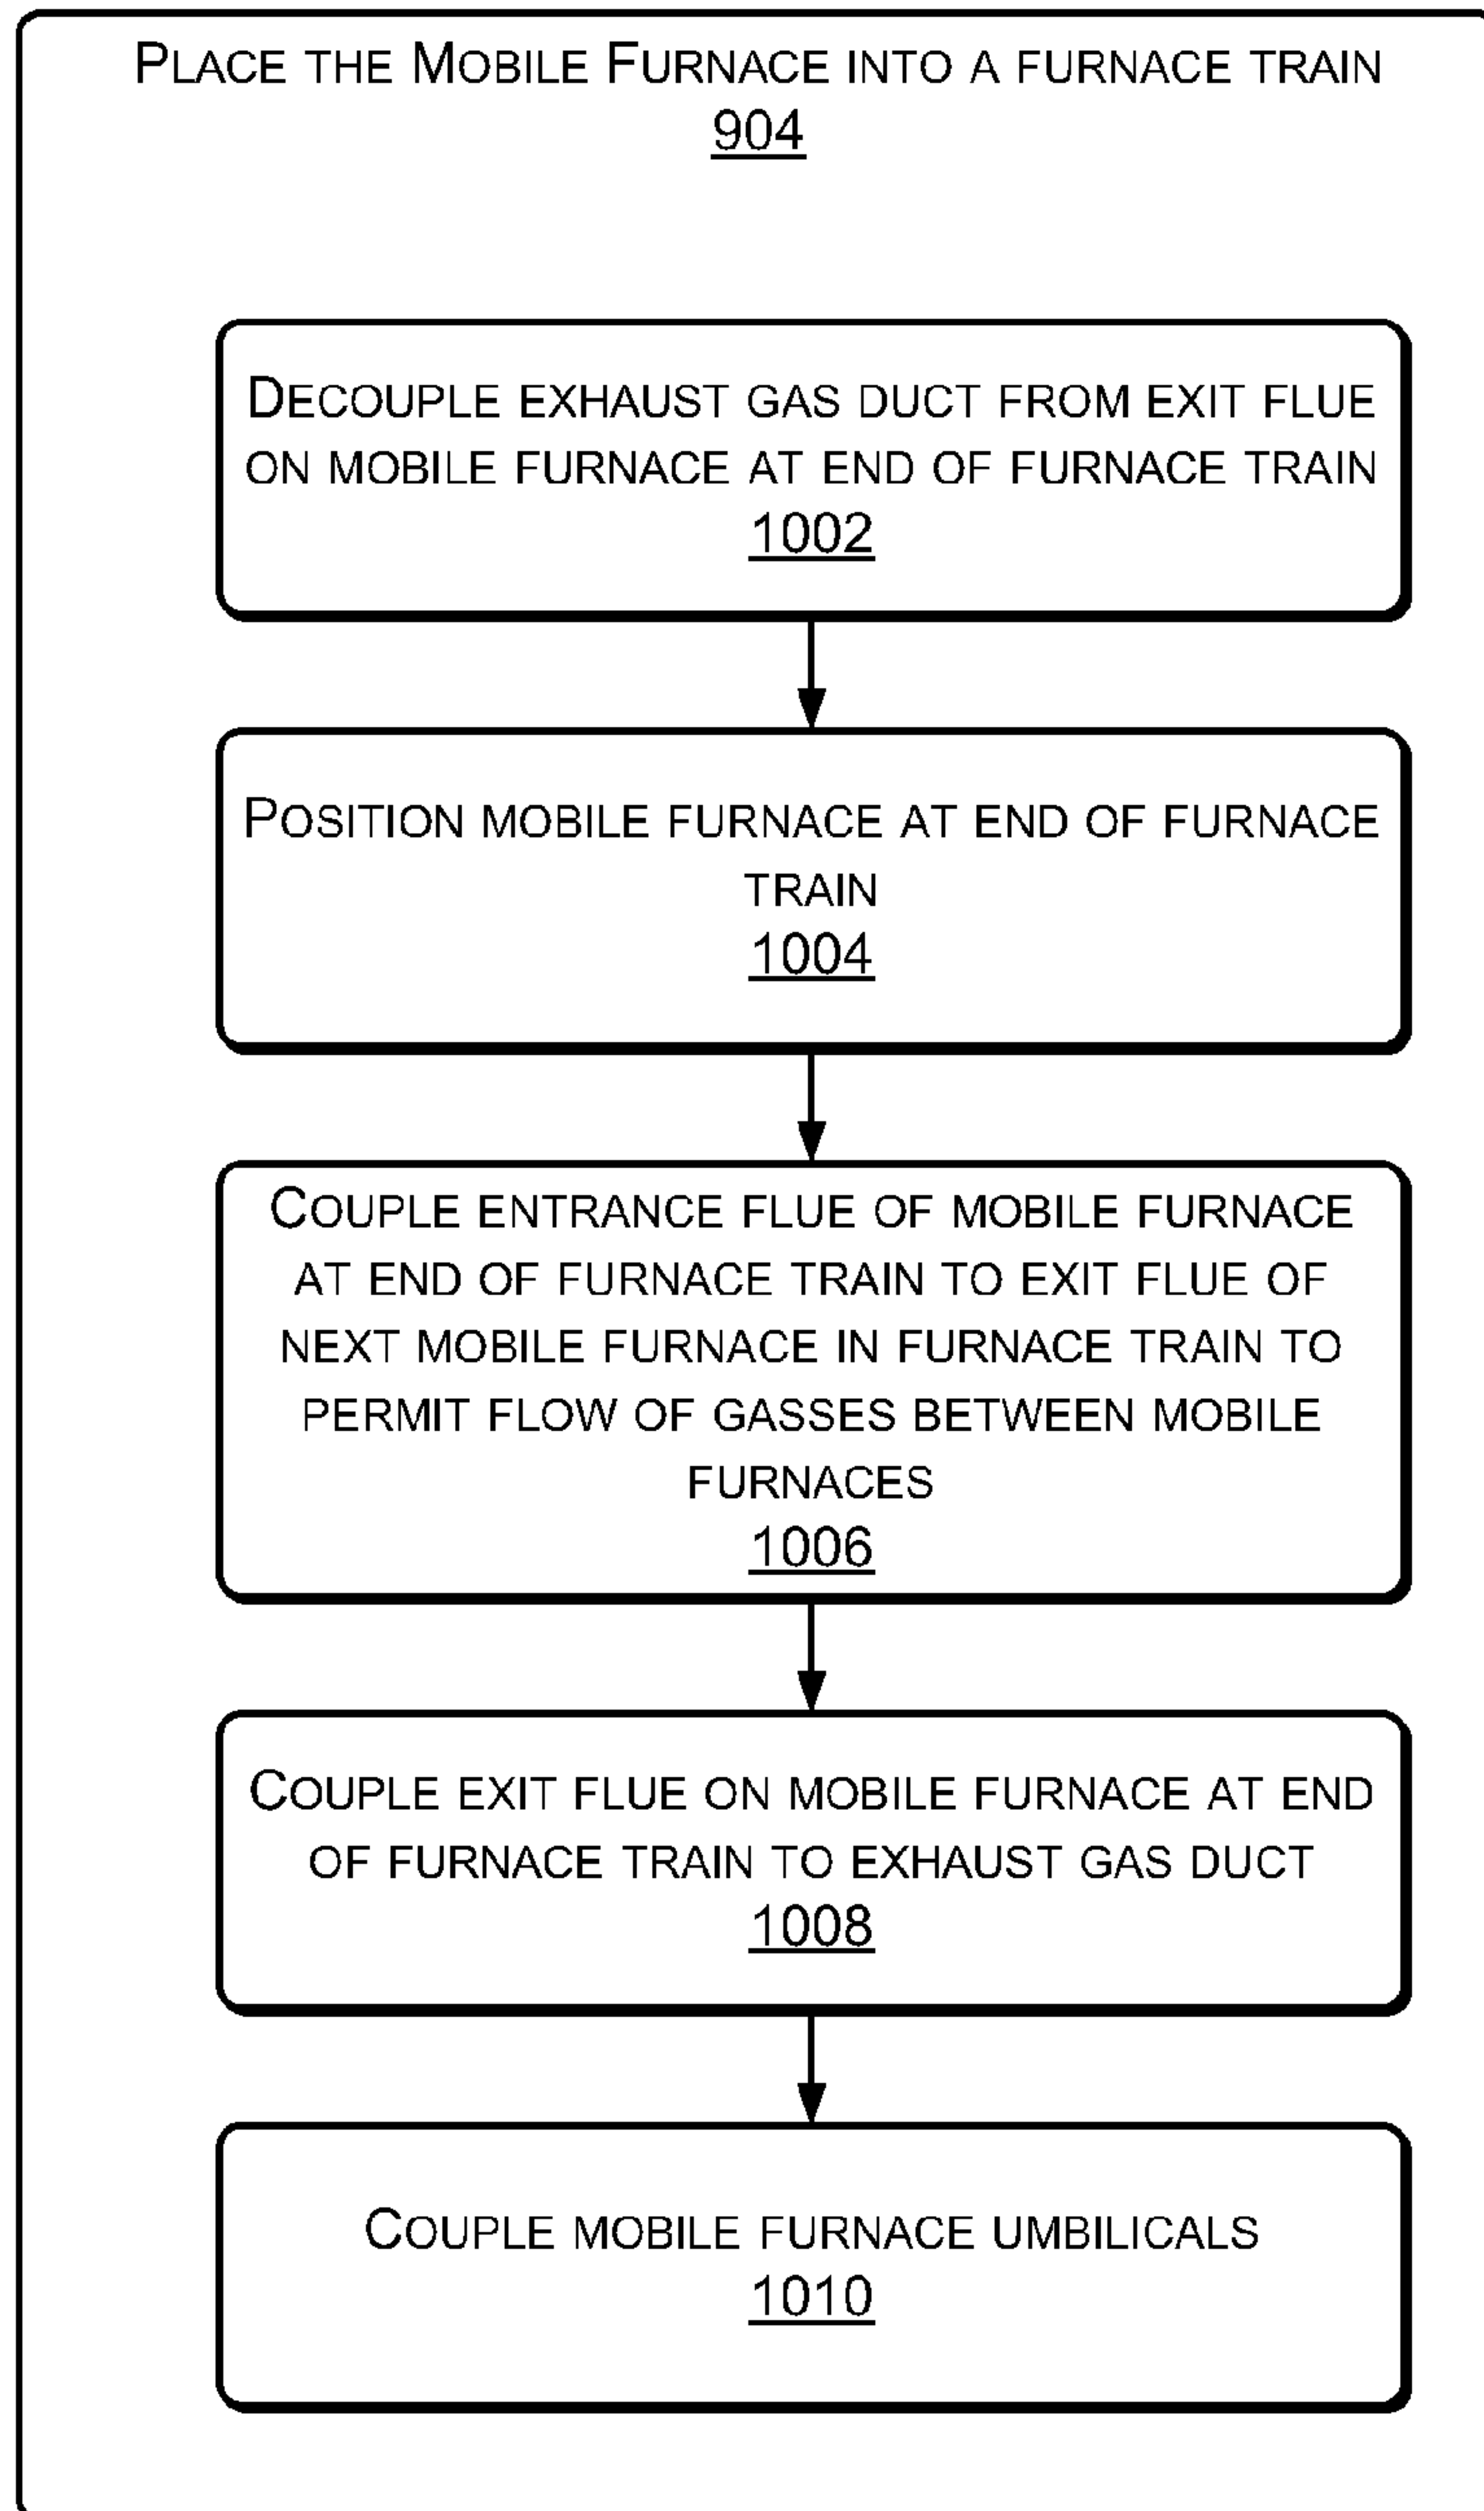 PLACE THE MOBILE FURNACE INTO A FURNACE TRAIN
904
DECOUPLE EXHAUST GAS DUCT FROM EXIT FLUE
ON MOBILE FURNACE AT END OF FURNACE TRAIN
1002
POSITION MOBILE FURNACE AT END OF FURNACE
TRAIN
1004
COUPLE ENTRANCE FLUE OF MOBILE FURNACE
AT END OF FURNACE TRAIN TO EXIT FLUE OF
NEXT MOBILE FURNACE IN FURNACE TRAIN TO
PERMIT FLOW OF GASSES BETWEEN MOBILE
FURNACES
1006
COUPLE EXIT FLUE ON MOBILE FURNACE AT END
OF FURNACE TRAIN TO EXHAUST GAS DUCT
1008
COUPLE MOBILE FURNACE UMBILICALS
1010